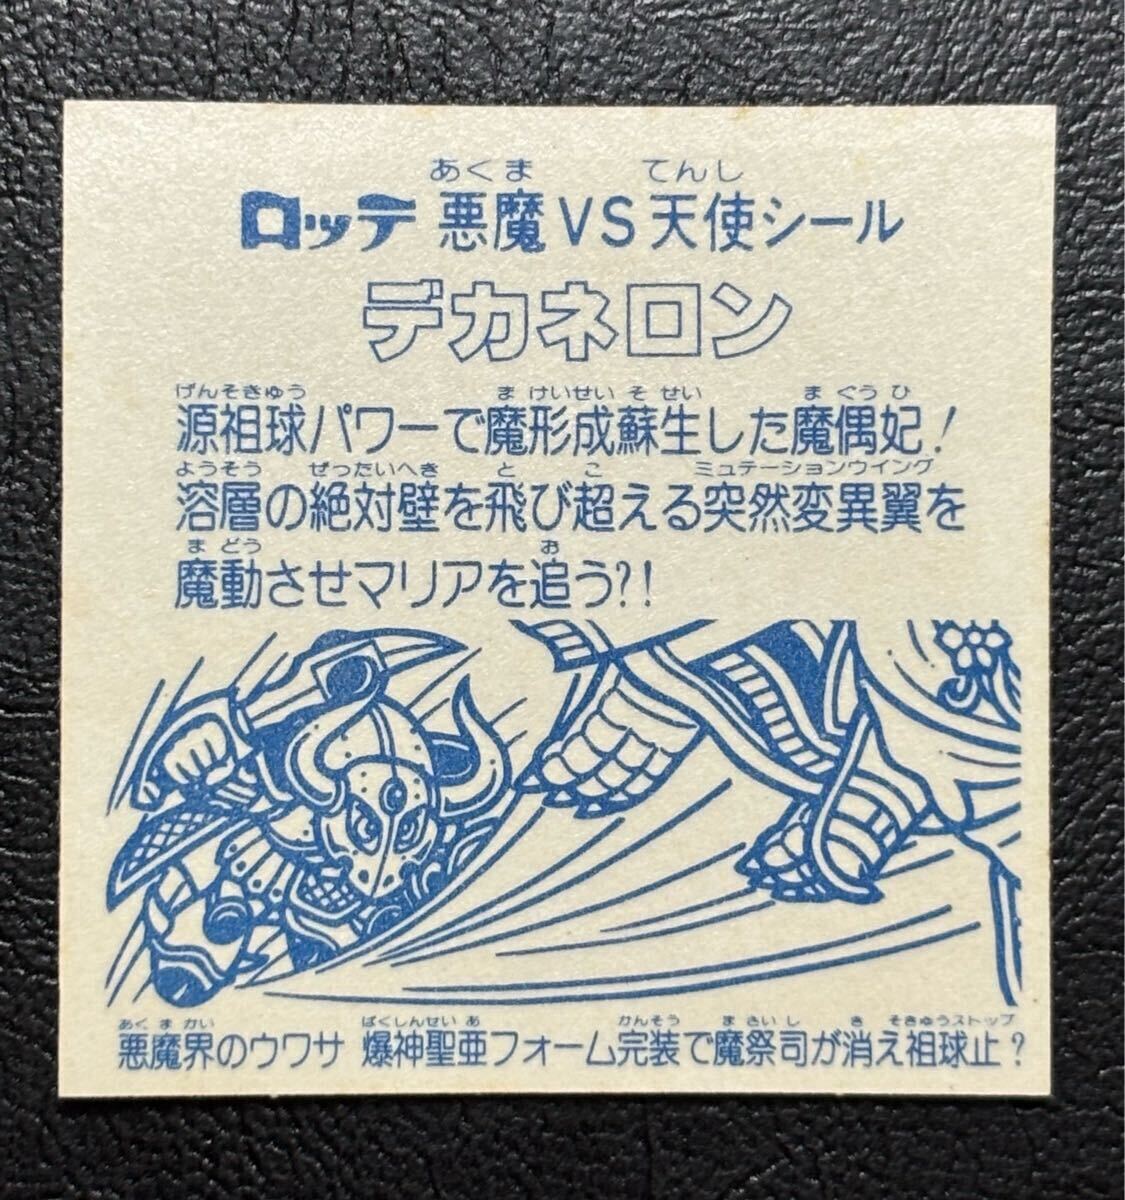 あくま てんし
ロッテ 悪魔VS天使シール
デカネロン
げんそきゅう ま けいせい そ せい ま ぐう ひ
源祖球パワーで魔形成蘇生した魔偶妃!
ようそう ぜったいへき と こ ミュテーションウイング
溶層の絶対壁を飛び超える突然変異翼を
ま どう お
魔動させマリアを追う?!
あく ま かい ばくしんせい あ かんそう ま さい し き そきゅうストップ
悪魔界のウワサ 爆神聖亜フォーム完装で魔祭司が消え祖球止?